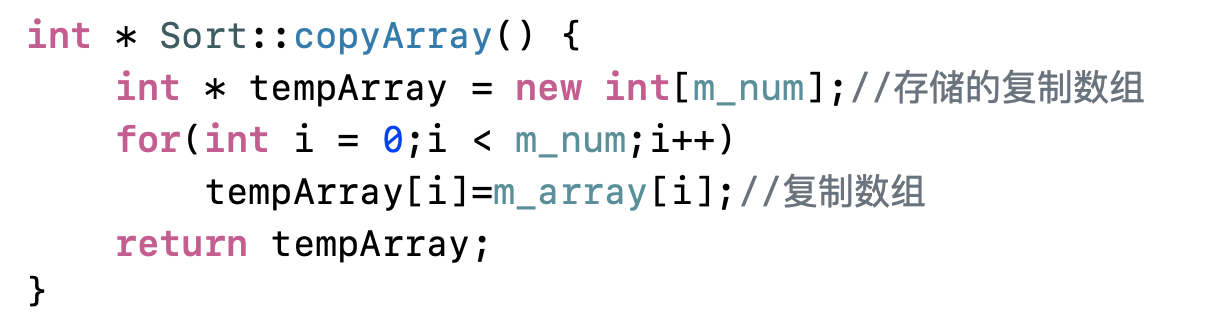 int * Sort::copyArray() {
    int * tempArray = new int[m_num];//存储的复制数组
    for(int i = 0;i < m_num;i++)
        tempArray[i]=m_array[i];//复制数组
    return tempArray;
}